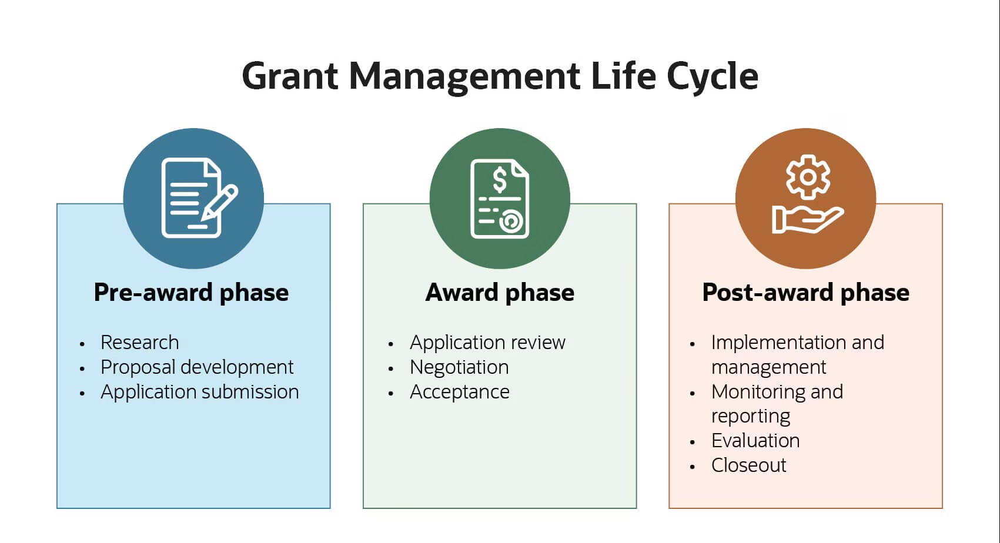 Grant Management Life Cycle
Pre-award phase
• Research
• Proposal development
• Application submission
Award phase
• Application review
• Negotiation
• Acceptance
Post-award phase
• Implementation and
management
• Monitoring and
reporting
• Evaluation
• Closeout